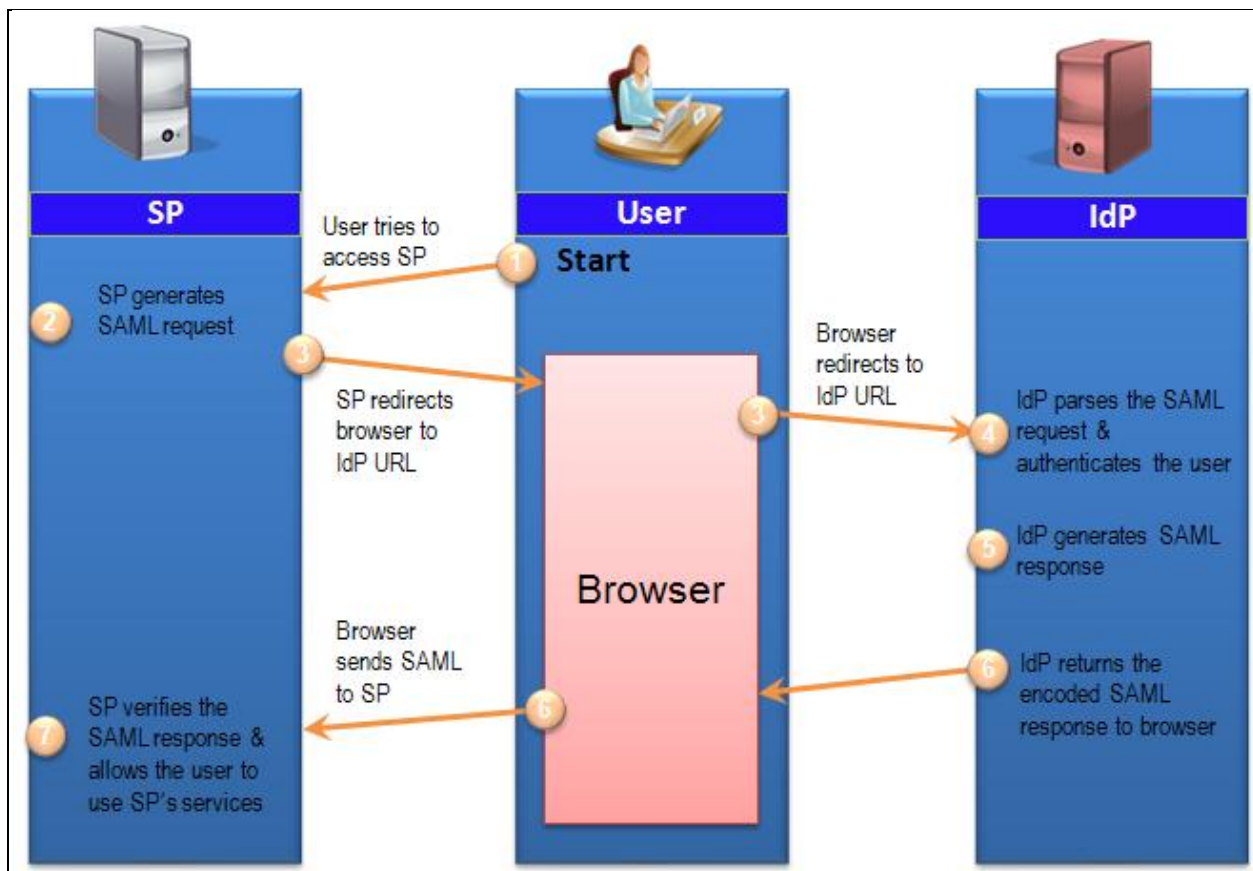 SP
User
IdP
User tries to
access SP
1
Start
2
SP generates
SAML request
3
SP redirects
browser to
IdP URL
Browser
redirects to
IdP URL
3
4
IdP parses the SAML
request &
authenticates the user
5
IdP generates SAML
response
Browser
6
IdP returns the
encoded SAML
response to browser
Browser
sends SAML
to SP
6
7
SP verifies the
SAML response &
allows the user to
use SP's services